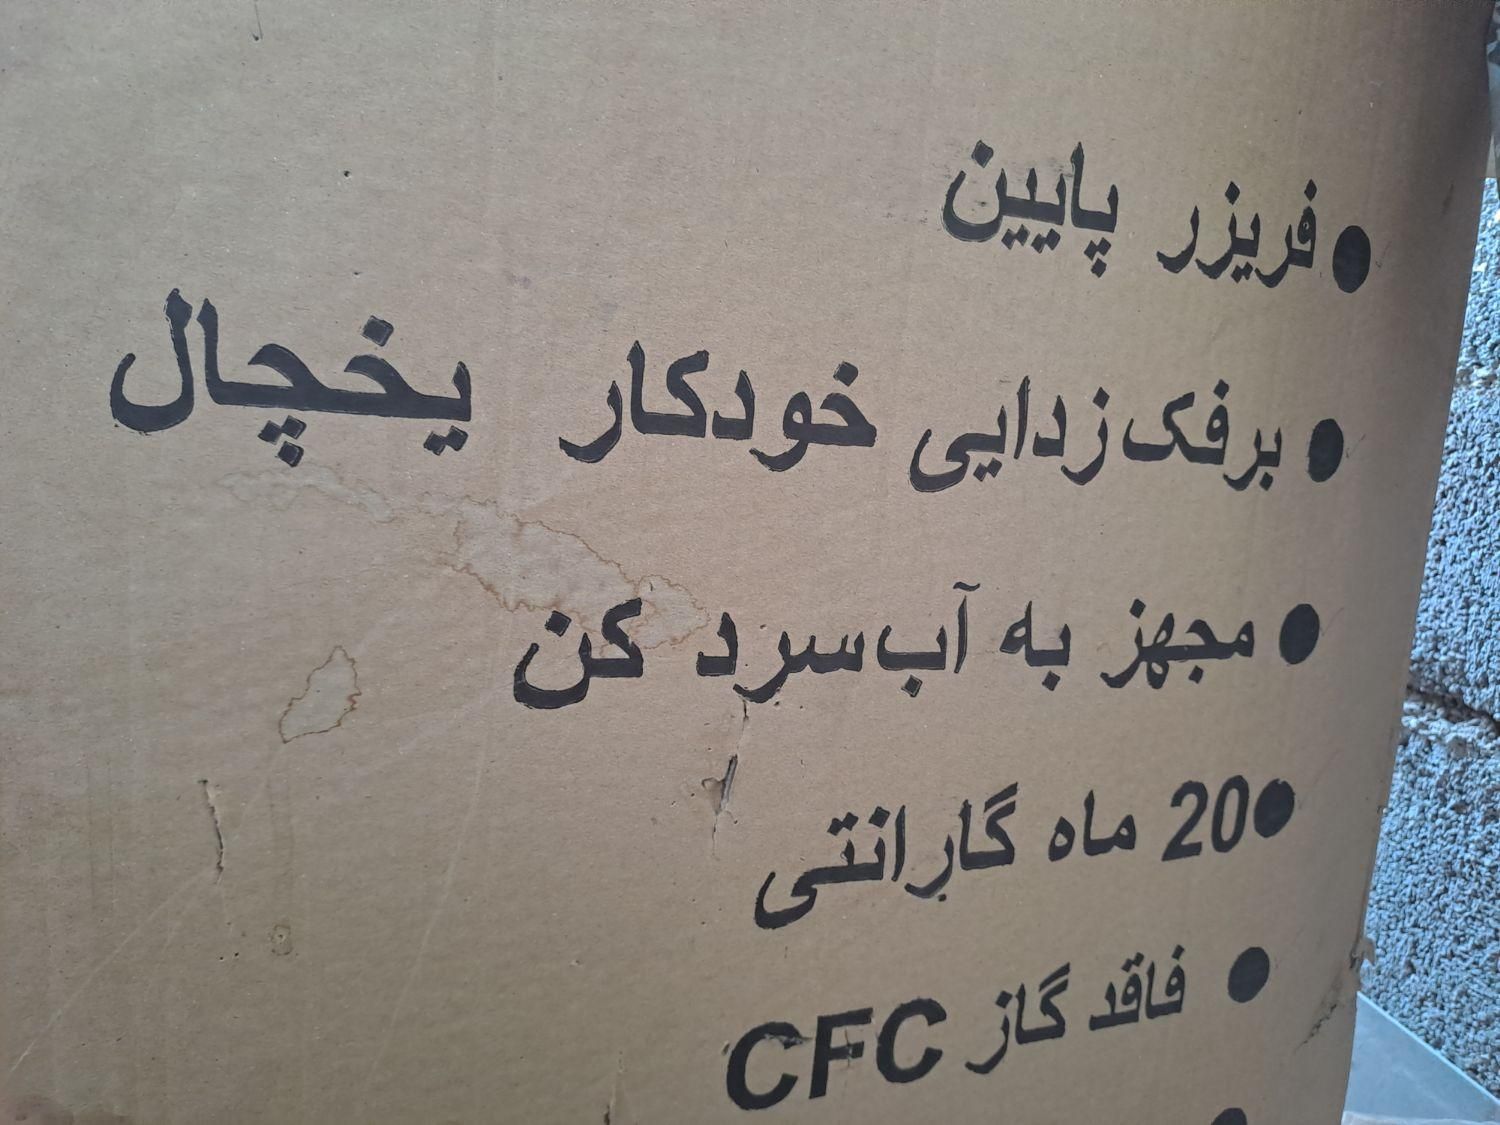 ● فریزر پایین
● برفک‌زدایی خودکار یخچال
● مجهز به آب‌سرد کن
● 20 ماه گارانتی
● فاقد گاز CFC
●